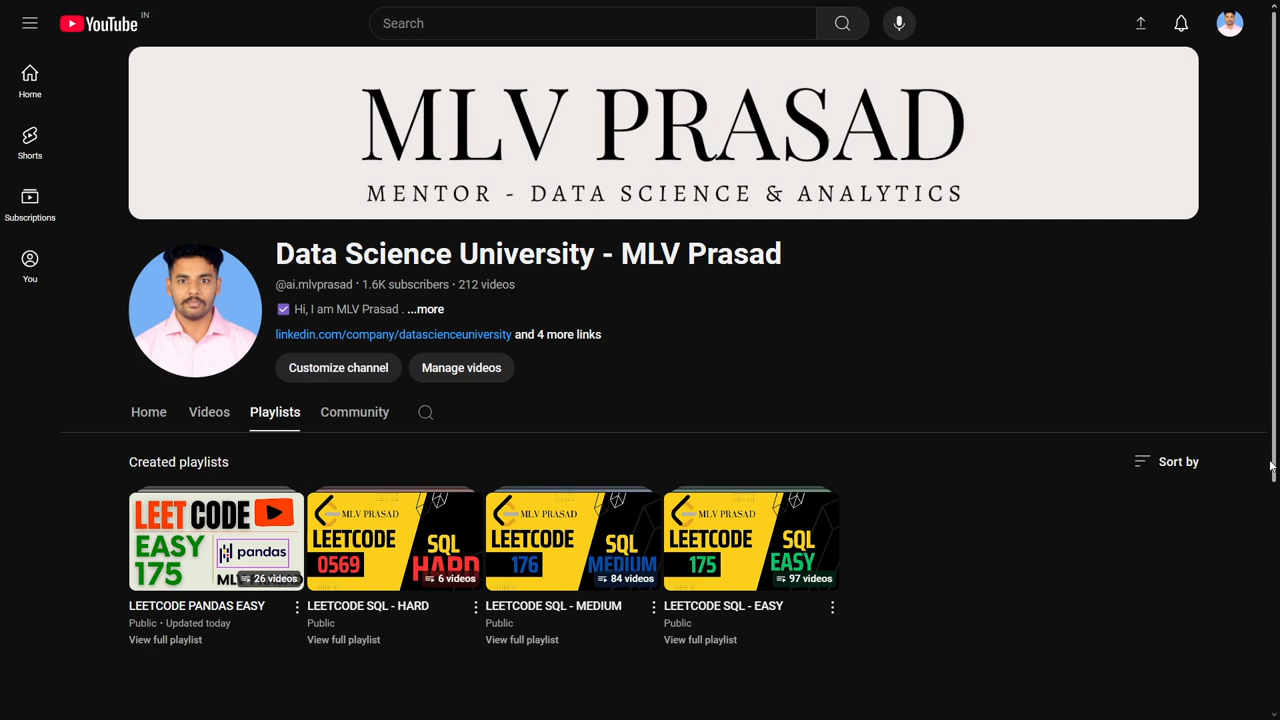 YouTube IN
Search
Home
Shorts
Subscriptions
You
MLV PRASAD
MENTOR - DATA SCIENCE & ANALYTICS
Data Science University - MLV Prasad
@ai.mlvprasad · 1.6K subscribers · 212 videos
Hi, I am MLV Prasad . ...more
linkedin.com/company/datascienceuniversity and 4 more links
Customize channel
Manage videos
Home Videos Playlists Community
Created playlists
Sort by
LEETCODE
EASY
175
pandas
26 videos
LEETCODE PANDAS EASY
Public · Updated today
View full playlist
MLV PRASAD
LEETCODE
0569
SQL
HARD
6 videos
LEETCODE SQL - HARD
Public
View full playlist
MLV PRASAD
LEETCODE
176
SQL
MEDIUM
84 videos
LEETCODE SQL - MEDIUM
Public
View full playlist
MLV PRASAD
LEETCODE
175
SQL
EASY
97 videos
LEETCODE SQL - EASY
Public
View full playlist